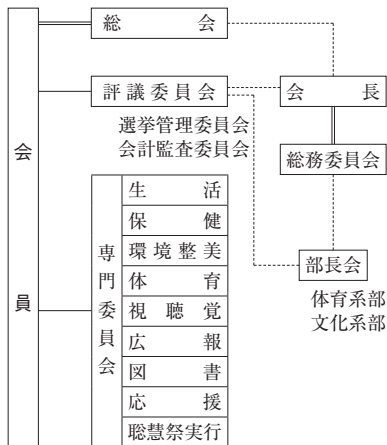 会員
総会
評議委員会
選挙管理委員会
会計監査委員会
専門委員会
生活
保健
環境整美
体育
視聴覚
広報
図書
応援
聡慧祭実行
会長
総務委員会
部長会
体育系部
文化系部